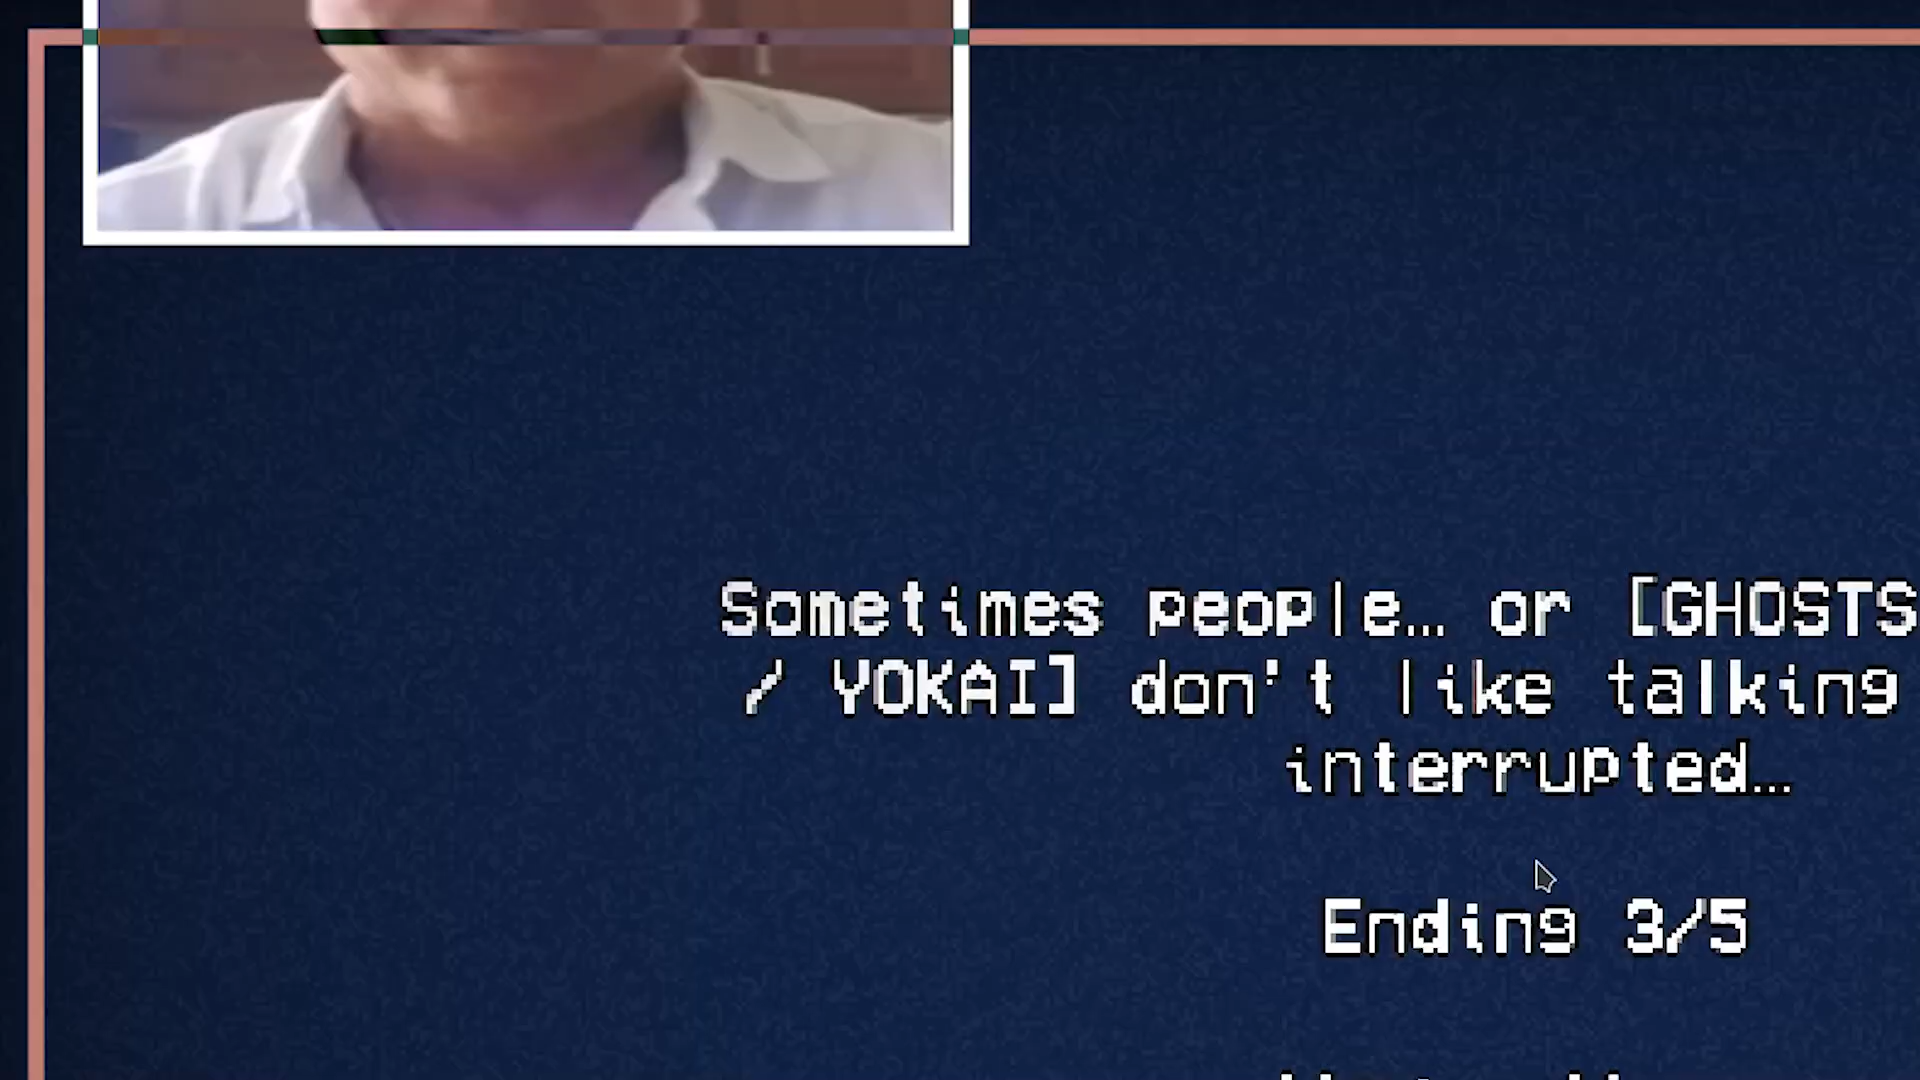 Sometimes people… or [GHOSTS
/ YOKAI] don't like talking
interrupted…
Ending 3/5